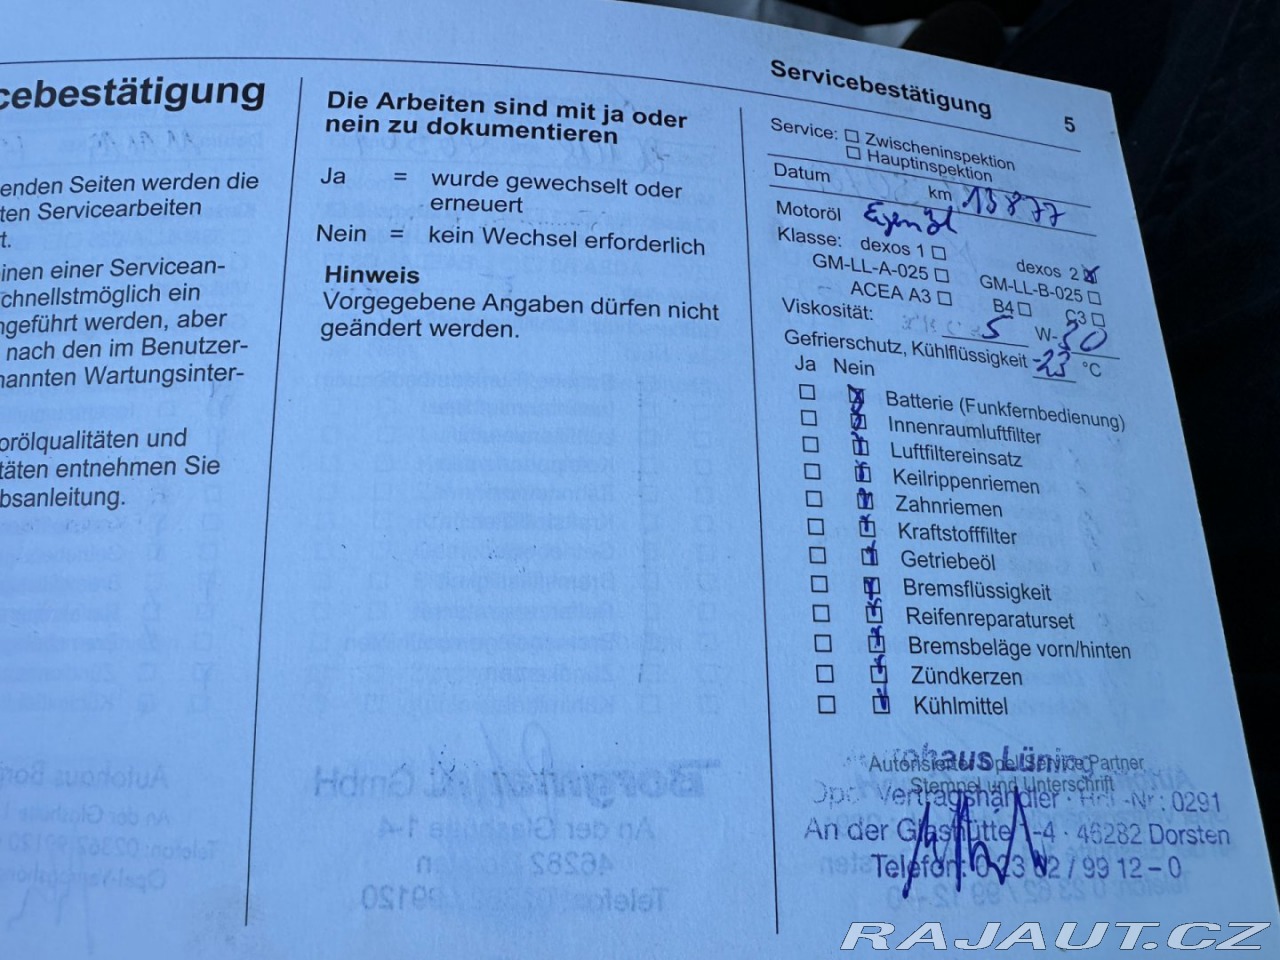 cebestätigung
enden Seiten werden die
ten Servicearbeiten
t.
einen einer Servicean-
chnellstmöglich ein
ngeführt werden, aber
nach den im Benutzer-
nannten Wartungsinter-
orölqualitäten und
täten entnehmen Sie
bsanleitung.
Die Arbeiten sind mit ja oder
nein zu dokumentieren
Ja = wurde gewechselt oder
erneuert
Nein = kein Wechsel erforderlich
Hinweis
Vorgegebene Angaben dürfen nicht
geändert werden.
Servicebestätigung 5
Service: Zwischeninspektion
Hauptinspektion
Datum km 13877
Motoröl
Klasse: dexos 1 dexos 2
GM-LL-A-025 GM-LL-B-025
ACEA A3 B4 C3
Viskosität: 5 W-30
Gefrierschutz, Kühlflüssigkeit -23 °C
Ja Nein
Batterie (Funkfernbedienung)
Innenraumluftfilter
Luftfiltereinsatz
Keilrippenriemen
Zahnriemen
Kraftstofffilter
Getriebeöl
Bremsflüssigkeit
Reifenreparaturset
Bremsbeläge vorn/hinten
Zündkerzen
Kühlmittel
Autorisierter Opel Service Partner
Stempel und Unterschrift
Vertragshändler · 0291
An der Glashütte 1-4 · 46282 Dorsten
Telefon: 0 23 62 / 99 12 – 0
RAJAUT.CZ